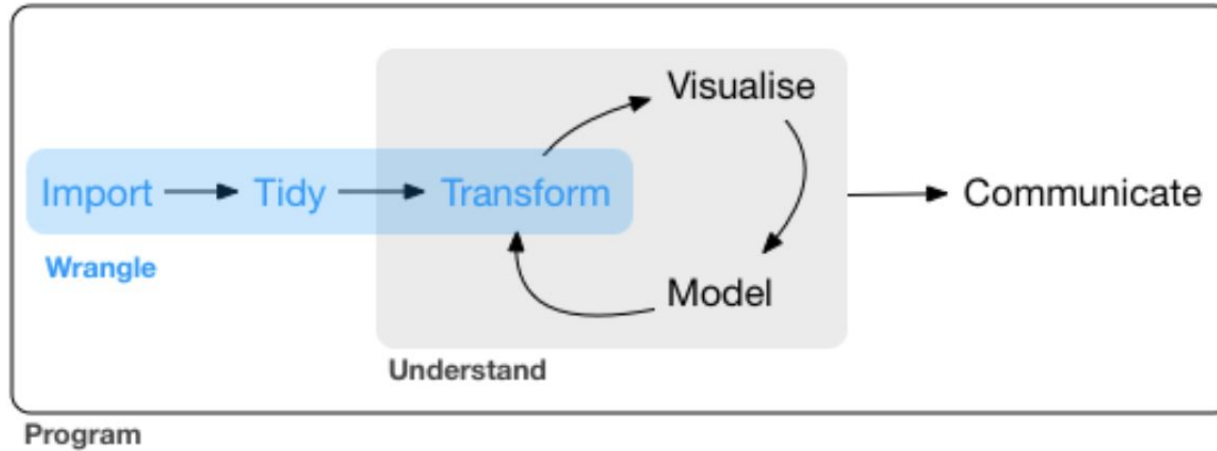 Visualise
Import Tidy Transform Communicate
Wrangle
Model
Understand
Program